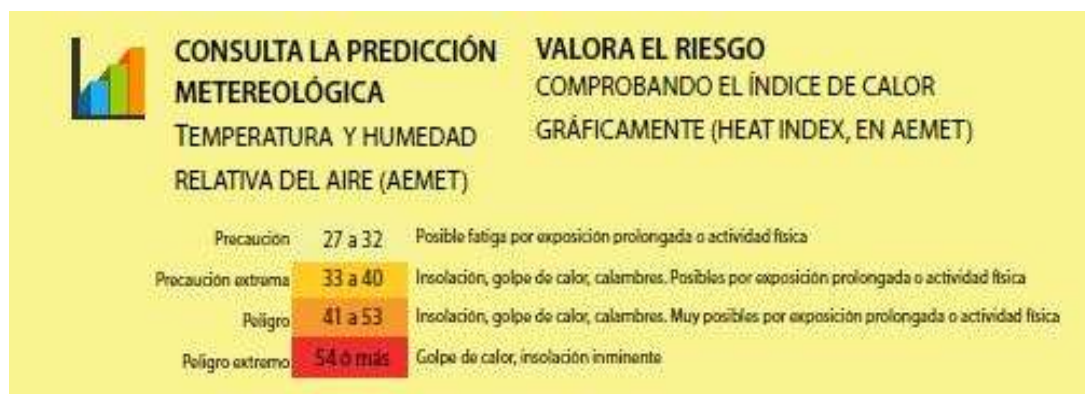 CONSULTA LA PREDICCIÓN
METEREOLÓGICA
TEMPERATURA Y HUMEDAD
RELATIVA DEL AIRE (AEMET)
VALORA EL RIESGO
COMPROBANDO EL ÍNDICE DE CALOR
GRÁFICAMENTE (HEAT INDEX, EN AEMET)
Precaución 27 a 32 Posible fatiga por exposición prolongada o actividad física
Precaución extrema 33 a 40 Insolación, golpe de calor, calambres. Posibles por exposición prolongada o actividad física
Peligro 41 a 53 Insolación, golpe de calor, calambres. Muy posibles por exposición prolongada o actividad física
Peligro extremo 54 ó más Golpe de calor, insolación inminente